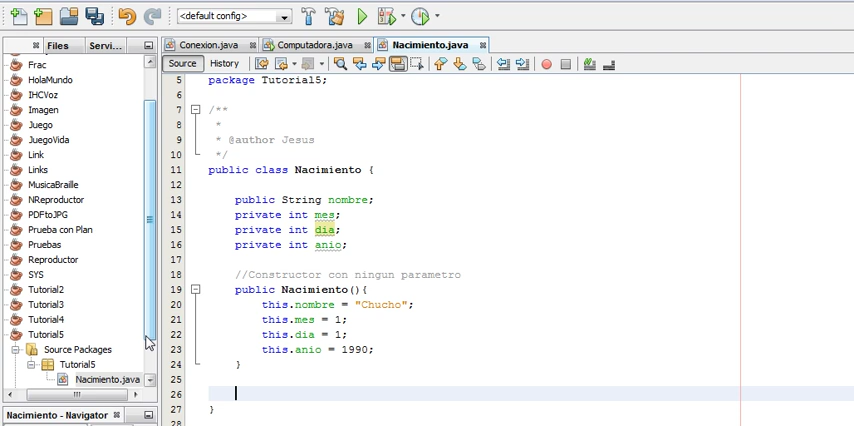 <default config>
Files
Servi...
Conexion.java
Computadora.java
Nacimiento.java
Source
History
Frac
HolaMundo
IHCVoz
Imagen
Juego
JuegoVida
Link
Links
MusicaBraille
NReproductor
PDFtoJPG
Prueba con Plan
Pruebas
Reproductor
SYS
Tutorial2
Tutorial3
Tutorial4
Tutorial5
Source Packages
Tutorial5
Nacimiento.java
Nacimiento - Navigator
5 package Tutorial5;
6
7 /**
8 *
9 * @author Jesus
10 */
11 public class Nacimiento {
12
13 public String nombre;
14 private int mes;
15 private int dia;
16 private int anio;
17
18 //Constructor con ningun parametro
19 public Nacimiento(){
20 this.nombre = "Chucho";
21 this.mes = 1;
22 this.dia = 1;
23 this.anio = 1990;
24 }
25
26
27 }
28